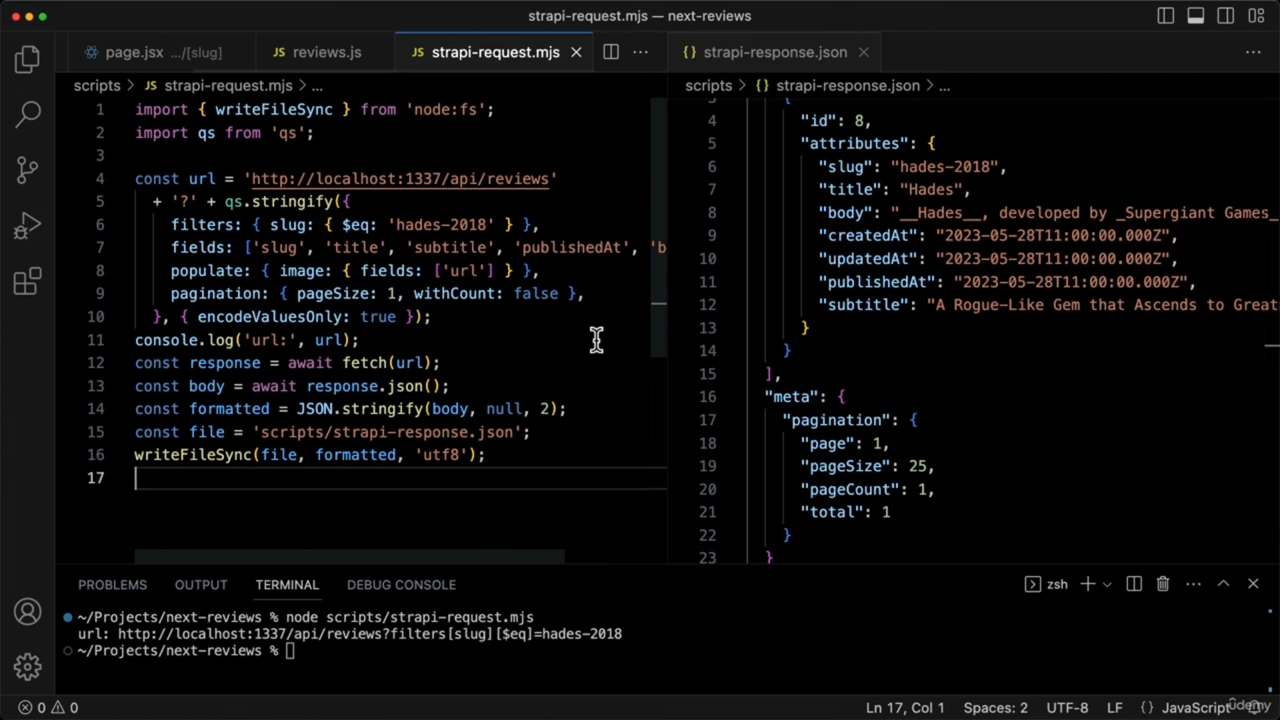 strapi-request.mjs — next-reviews
page.jsx .../[slug]
JS reviews.js
JS strapi-request.mjs
{} strapi-response.json
scripts > JS strapi-request.mjs > ...
scripts > {} strapi-response.json > ...
1 import { writeFileSync } from 'node:fs';
2 import qs from 'qs';
3
4 const url = 'http://localhost:1337/api/reviews'
5 + '?' + qs.stringify({
6 filters: { slug: { $eq: 'hades-2018' } },
7 fields: ['slug', 'title', 'subtitle', 'publishedAt', 'b
8 populate: { image: { fields: ['url'] } },
9 pagination: { pageSize: 1, withCount: false },
10 }, { encodeValuesOnly: true });
11 console.log('url:', url);
12 const response = await fetch(url);
13 const body = await response.json();
14 const formatted = JSON.stringify(body, null, 2);
15 const file = 'scripts/strapi-response.json';
16 writeFileSync(file, formatted, 'utf8');
17
3 {
4 "id": 8,
5 "attributes": {
6 "slug": "hades-2018",
7 "title": "Hades",
8 "body": "__Hades__, developed by _Supergiant Games_
9 "createdAt": "2023-05-28T11:00:00.000Z",
10 "updatedAt": "2023-05-28T11:00:00.000Z",
11 "publishedAt": "2023-05-28T11:00:00.000Z",
12 "subtitle": "A Rogue-Like Gem that Ascends to Great
13 }
14 }
15 ],
16 "meta": {
17 "pagination": {
18 "page": 1,
19 "pageSize": 25,
20 "pageCount": 1,
21 "total": 1
22 }
23 }
PROBLEMS OUTPUT TERMINAL DEBUG CONSOLE
zsh
~/Projects/next-reviews % node scripts/strapi-request.mjs
url: http://localhost:1337/api/reviews?filters[slug][$eq]=hades-2018
~/Projects/next-reviews %
0 0
Ln 17, Col 1 Spaces: 2 UTF-8 LF {} JavaScript
ûdemy